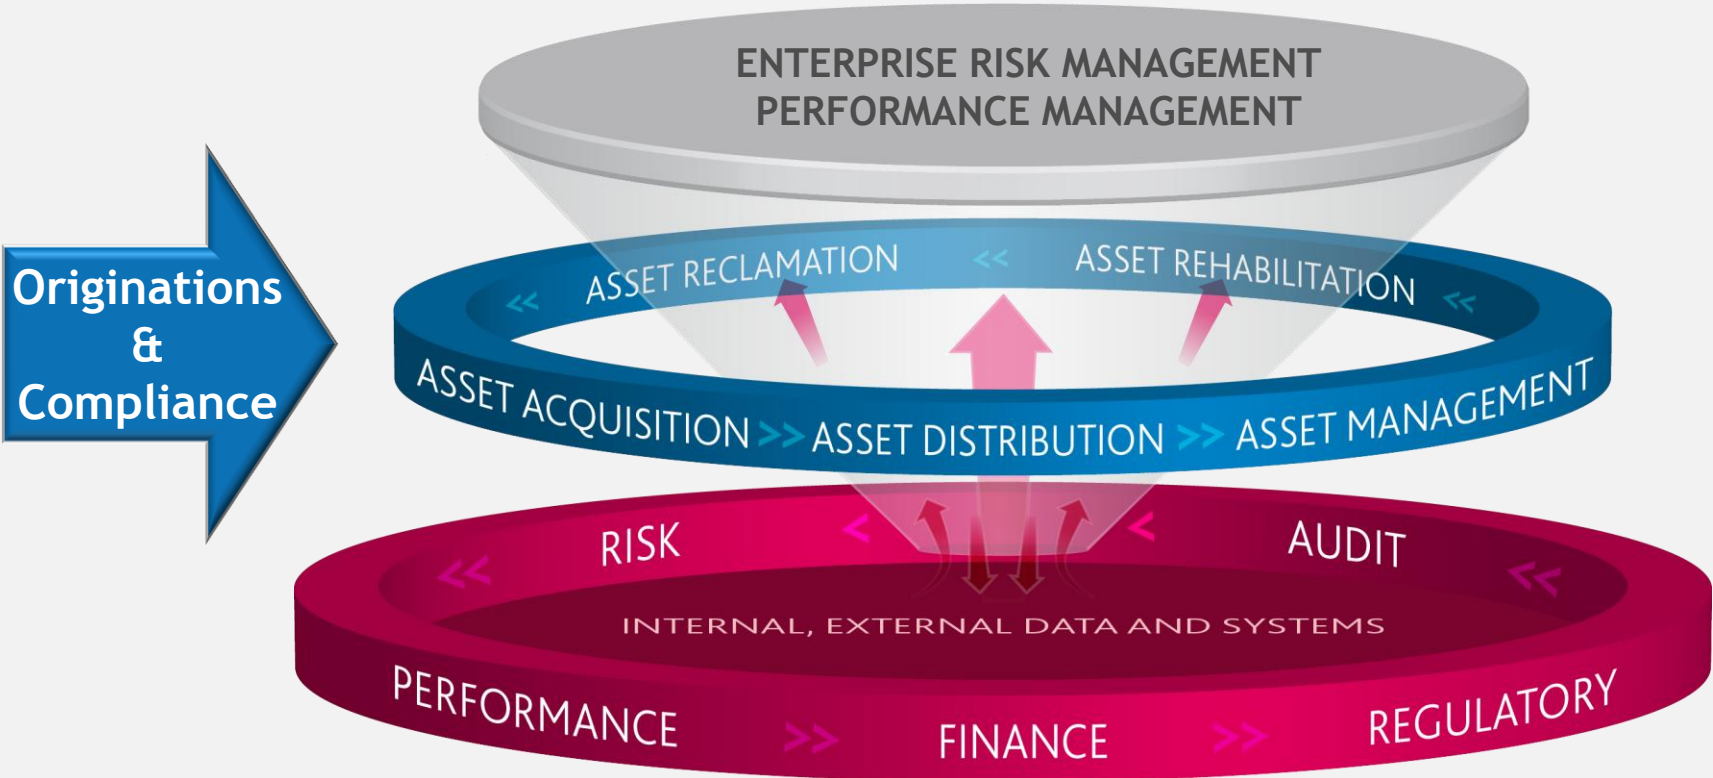 ENTERPRISE RISK MANAGEMENT
PERFORMANCE MANAGEMENT
Originations
&
Compliance
ASSET RECLAMATION << ASSET REHABILITATION <<
<<
ASSET ACQUISITION >> ASSET DISTRIBUTION >> ASSET MANAGEMENT
<< RISK < < AUDIT <<
INTERNAL, EXTERNAL DATA AND SYSTEMS
PERFORMANCE >> FINANCE >> REGULATORY